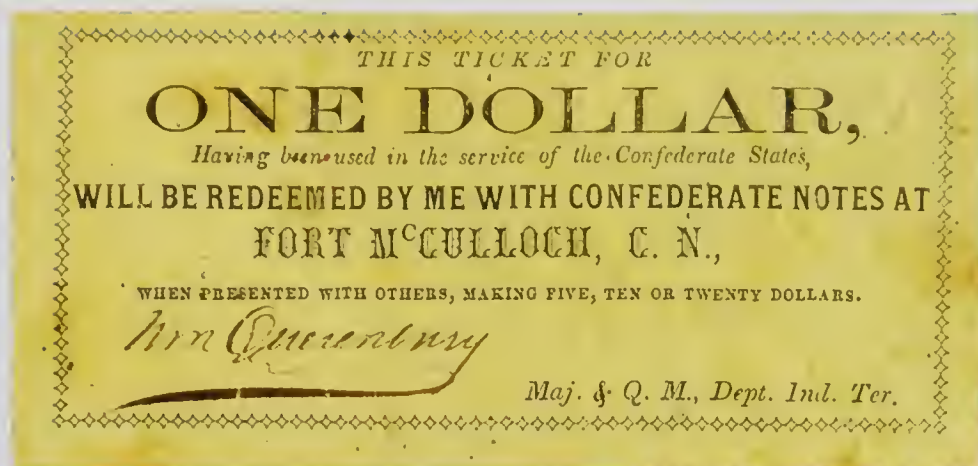 THIS TICKET FOR
ONE DOLLAR,
Having been used in the service of the Confederate States,
WILL BE REDEEMED BY ME WITH CONFEDERATE NOTES AT
FORT McCULLOCH, C. N.,
WHEN PRESENTED WITH OTHERS, MAKING FIVE, TEN OR TWENTY DOLLARS.
Wm Quesenbury
Maj. & Q. M., Dept. Ind. Ter.